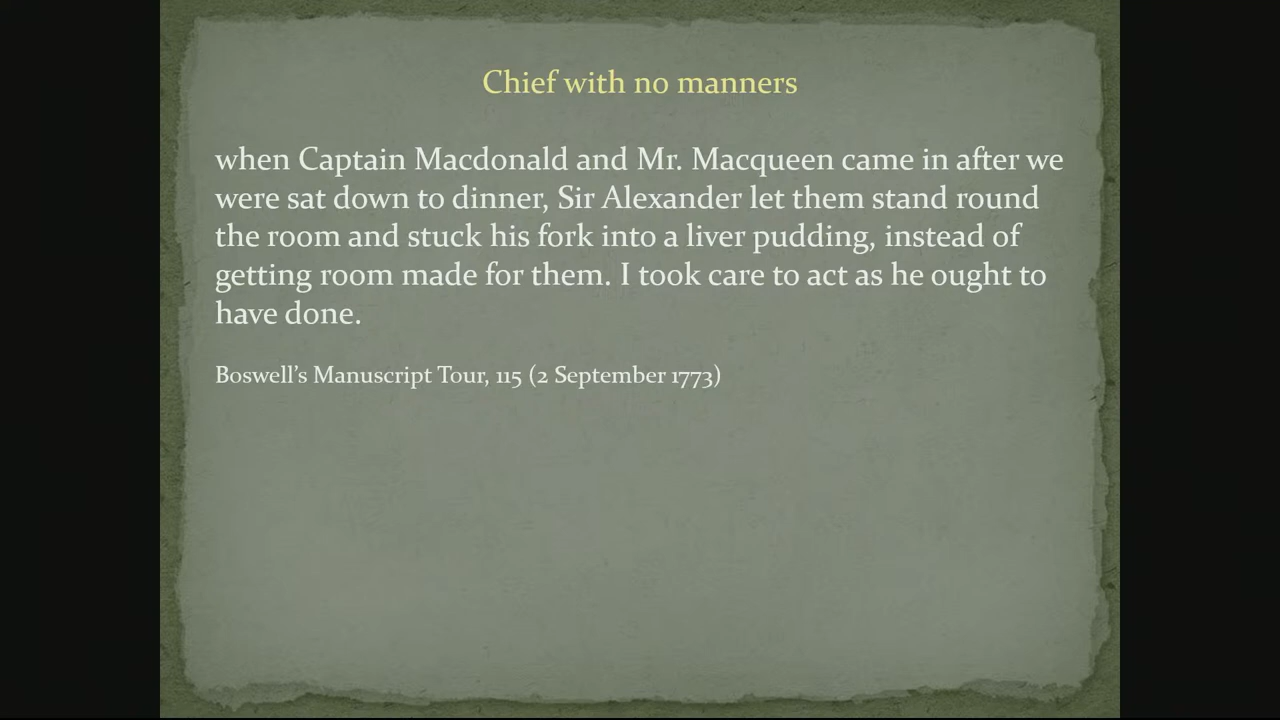 Chief with no manners
when Captain Macdonald and Mr. Macqueen came in after we
were sat down to dinner, Sir Alexander let them stand round
the room and stuck his fork into a liver pudding, instead of
getting room made for them. I took care to act as he ought to
have done.
Boswell’s Manuscript Tour, 115 (2 September 1773)